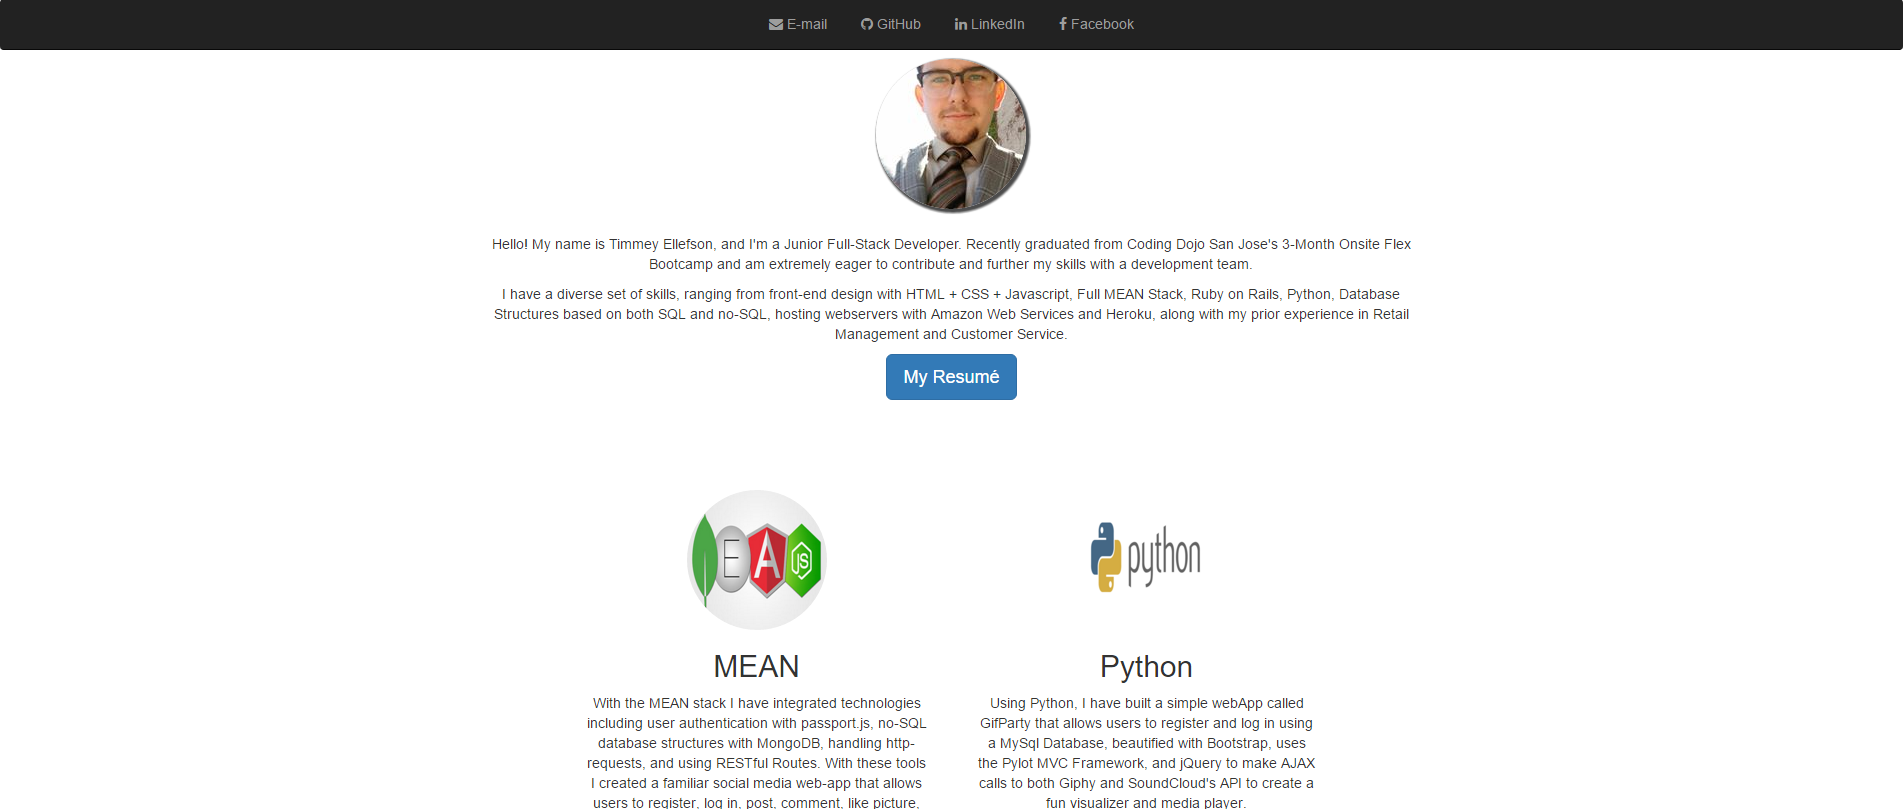 E-mail GitHub LinkedIn Facebook
Hello! My name is Timmey Ellefson, and I'm a Junior Full-Stack Developer. Recently graduated from Coding Dojo San Jose's 3-Month Onsite Flex
Bootcamp and am extremely eager to contribute and further my skills with a development team.
I have a diverse set of skills, ranging from front-end design with HTML + CSS + Javascript, Full MEAN Stack, Ruby on Rails, Python, Database
Structures based on both SQL and no-SQL, hosting webservers with Amazon Web Services and Heroku, along with my prior experience in Retail
Management and Customer Service.
My Resumé
E A JS
python
MEAN
With the MEAN stack I have integrated technologies
including user authentication with passport.js, no-SQL
database structures with MongoDB, handling http-
requests, and using RESTful Routes. With these tools
I created a familiar social media web-app that allows
users to register, log in, post, comment, like picture,
Python
Using Python, I have built a simple webApp called
GifParty that allows users to register and log in using
a MySql Database, beautified with Bootstrap, uses
the Pylot MVC Framework, and jQuery to make AJAX
calls to both Giphy and SoundCloud's API to create a
fun visualizer and media player.